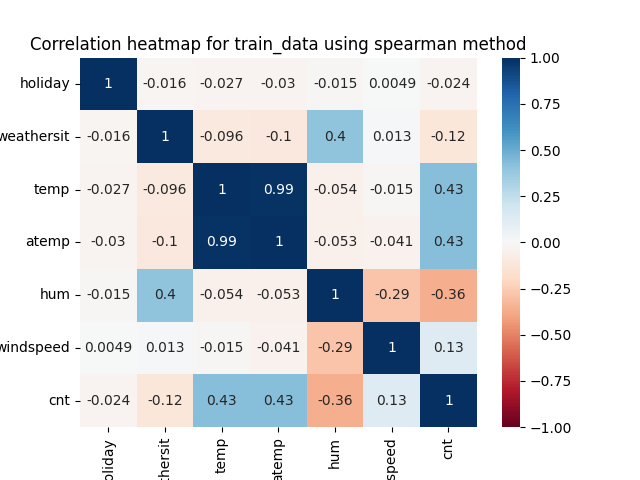 Correlation heatmap for train_data using spearman method
holiday 1 -0.016 -0.027 -0.03 -0.015 0.0049 -0.024
weathersit -0.016 1 -0.096 -0.1 0.4 0.013 -0.12
temp -0.027 -0.096 1 0.99 -0.054 -0.015 0.43
atemp -0.03 -0.1 0.99 1 -0.053 -0.041 0.43
hum -0.015 0.4 -0.054 -0.053 1 -0.29 -0.36
windspeed 0.0049 0.013 -0.015 -0.041 -0.29 1 0.13
cnt -0.024 -0.12 0.43 0.43 -0.36 0.13 1
oliday thersit temp atemp hum speed cnt
1.00
0.75
0.50
0.25
0.00
−0.25
−0.50
−0.75
−1.00